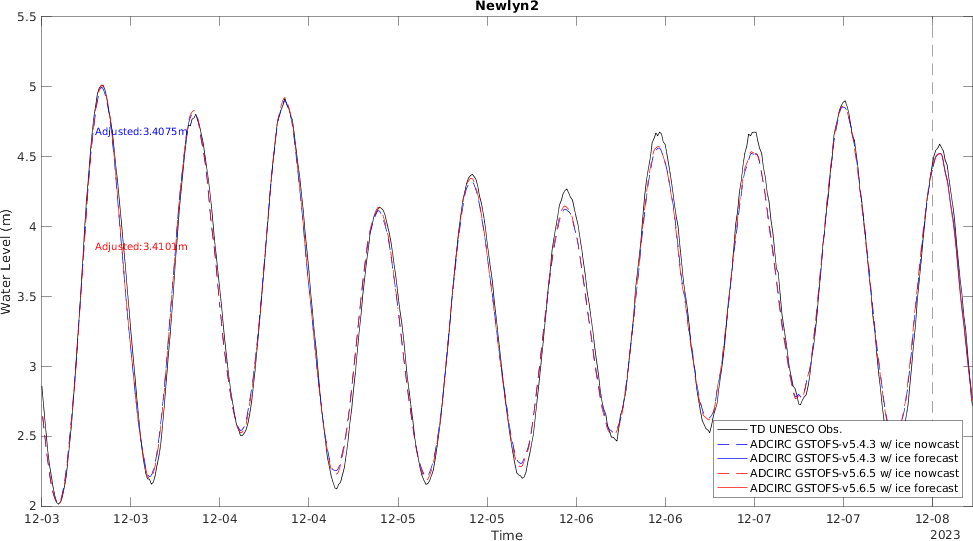 Newlyn2
5.5
5
4.5
4
3.5
3
2.5
2
Water Level (m)
Adjusted:3.4075m
Adjusted:3.4101m
TD UNESCO Obs.
ADCIRC GSTOFS-v5.4.3 w/ ice nowcast
ADCIRC GSTOFS-v5.4.3 w/ ice forecast
ADCIRC GSTOFS-v5.6.5 w/ ice nowcast
ADCIRC GSTOFS-v5.6.5 w/ ice forecast
12-03 12-03 12-04 12-04 12-05 12-05 12-06 12-06 12-07 12-07 12-08
Time
2023